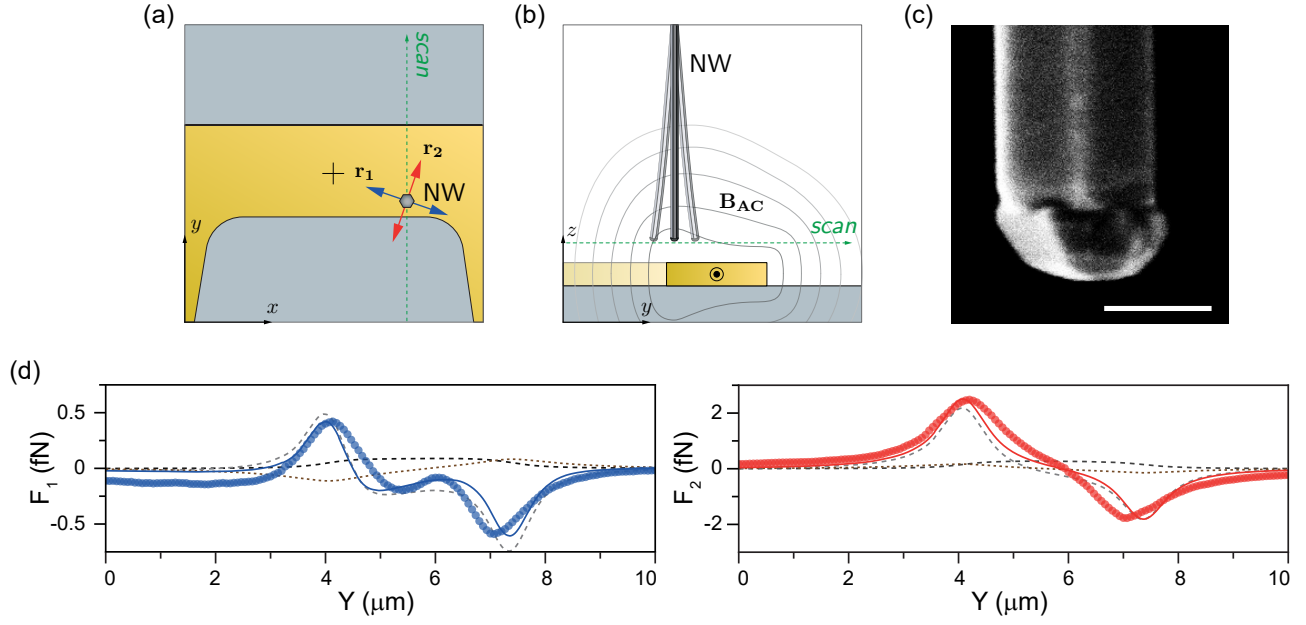 (a)
scan
+ r₁
r₂
NW
y
x
(b)
NW
B_AC
scan
z
y
(c)
(d)
F₁ (fN)
0.5
0
-0.5
0 2 4 6 8 10
Y (μm)
F₂ (fN)
2
0
-2
0 2 4 6 8 10
Y (μm)